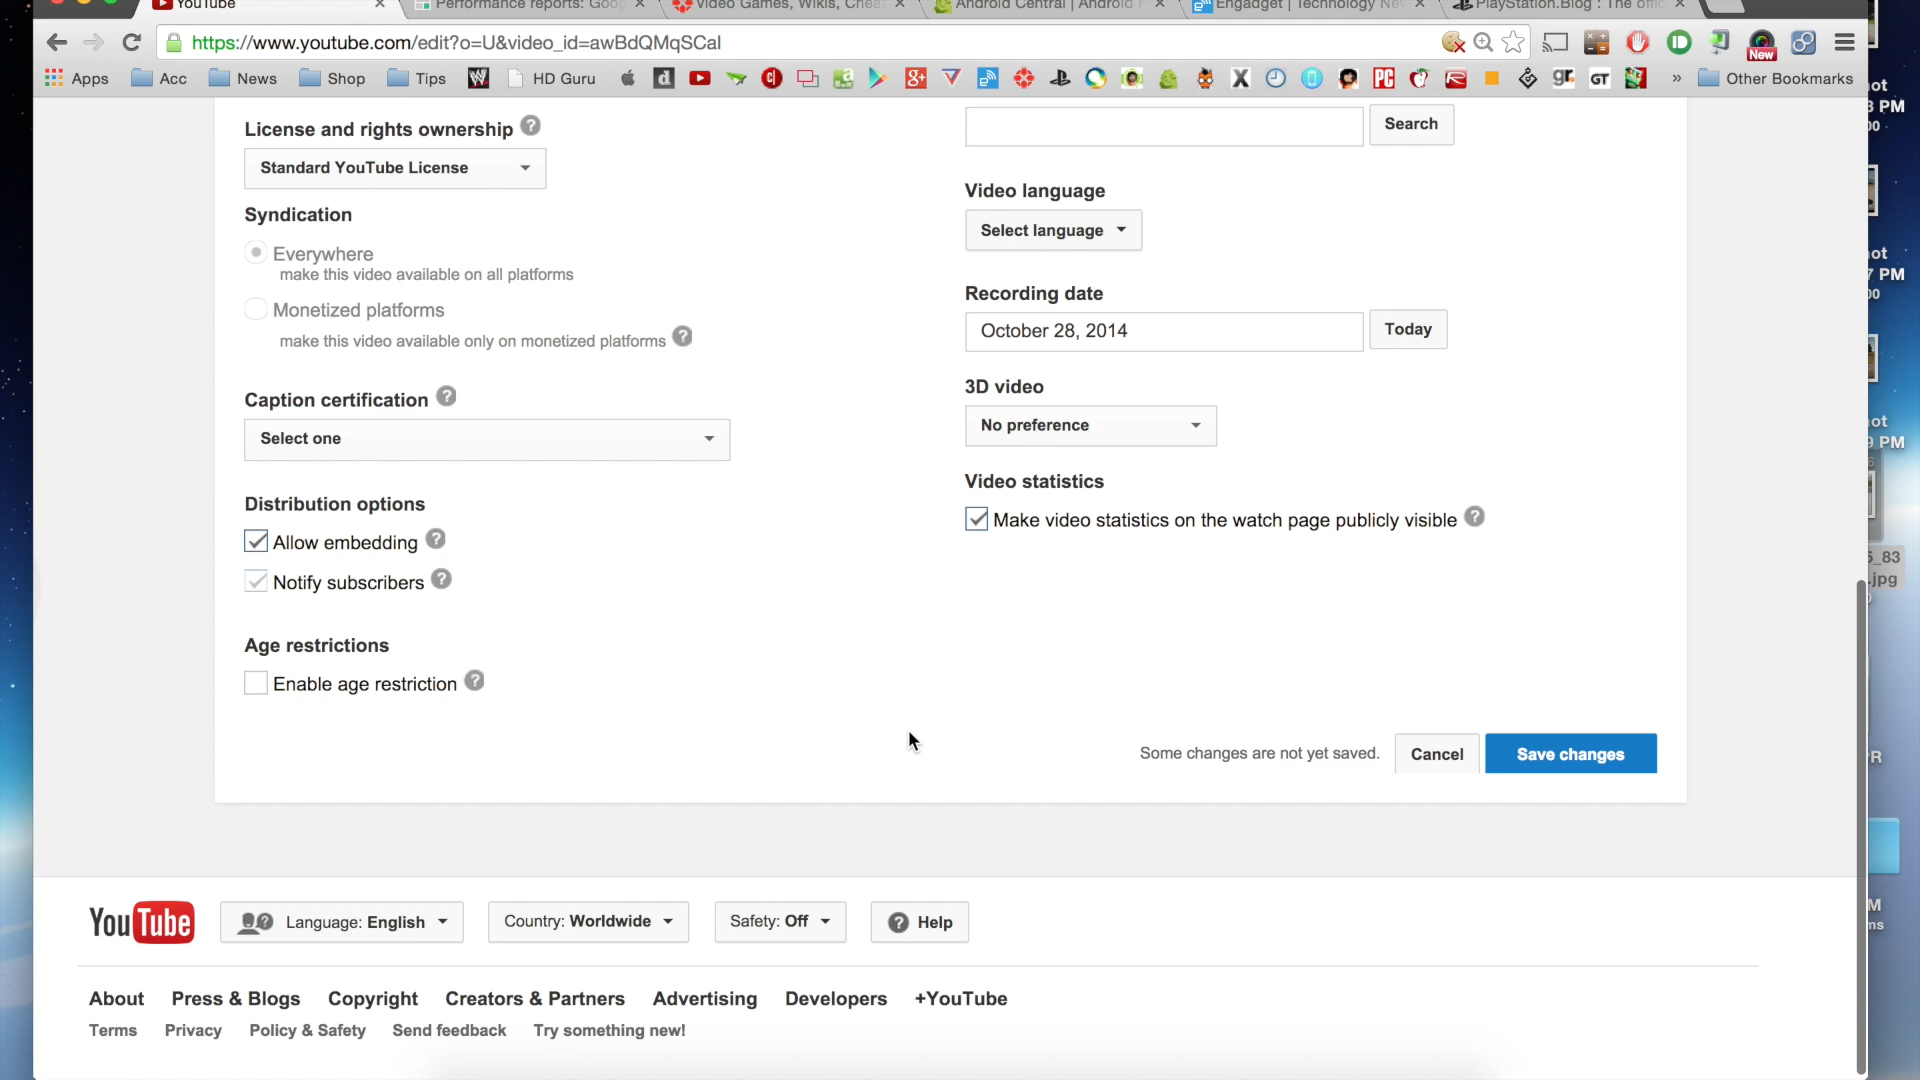 YouTube
Performance reports: Goog
Video Games, Wikis, Cheat
Android Central | Android
Engadget | Technology New
PlayStation.Blog : The offic
https://www.youtube.com/edit?o=U&video_id=awBdQMqSCaI
New
Apps
Acc
News
Shop
Tips
HD Guru
»
Other Bookmarks
License and rights ownership ?
Standard YouTube License
Syndication
Everywhere
make this video available on all platforms
Monetized platforms
make this video available only on monetized platforms ?
Caption certification ?
Select one
Distribution options
Allow embedding ?
Notify subscribers ?
Age restrictions
Enable age restriction ?
Search
Video language
Select language
Recording date
October 28, 2014
Today
3D video
No preference
Video statistics
Make video statistics on the watch page publicly visible ?
Some changes are not yet saved.
Cancel
Save changes
YouTube
Language: English
Country: Worldwide
Safety: Off
? Help
About Press & Blogs Copyright Creators & Partners Advertising Developers +YouTube
Terms Privacy Policy & Safety Send feedback Try something new!